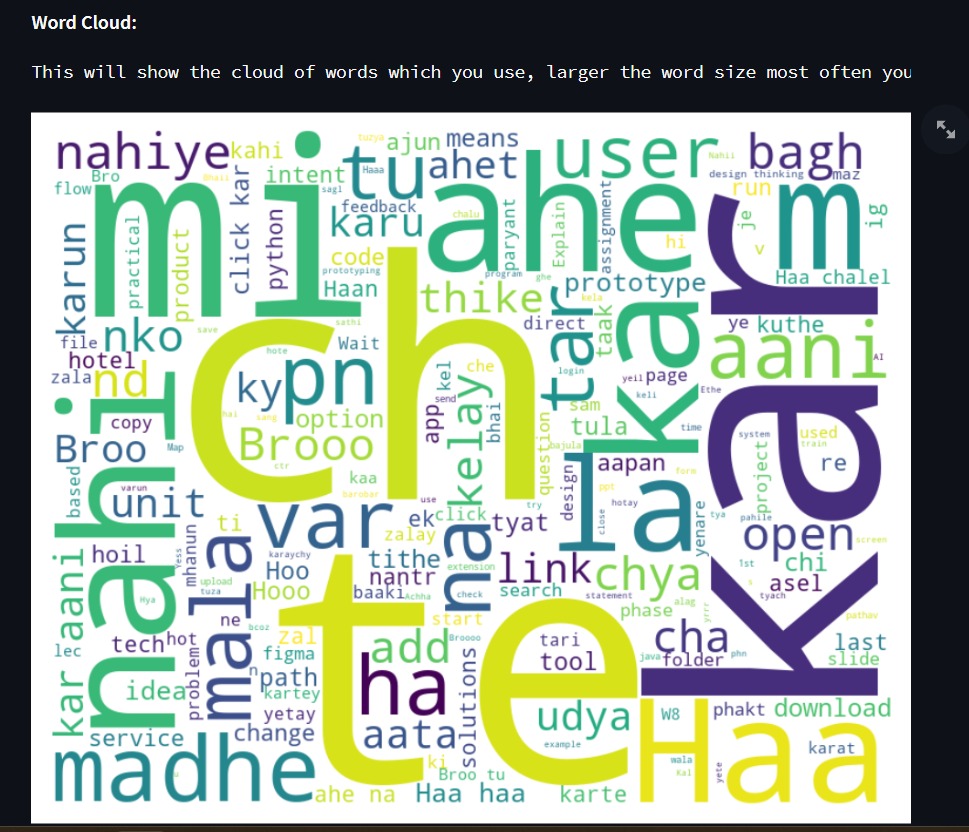 Word Cloud:
This will show the cloud of words which you use, larger the word size most often you
nahiye
kahi
mi
tuzya
ajun
means
tu
ahet
user
Nahii
bagh
Bro
Bhaii
intent
Haaa
sagl
design thinking
maz
flow
feedback
karu
aher
run
m
ig
je
v
practical
product
click kar
python
chalu
paryant
Explain
assignment
hi
karun
code
prototyping
Haan
program
ghe
prototype
Haa chalel
thike
kela
nko
save
sathi
ch
direct
tar
taak
kar
ye
kuthe
file
hotel
hote
Wait
aani
AI
zala
nd
ky
pn
kel
che
login
yeil
page
Ethe
keli
copy
hai
sang
option
app
send
kelay
bhai
sam
tula
time
kar
system
used
train
Broo
Map
Brooo
ctr
question
bajula
nahi
kaa
design
aapan
form
project
re
based
varun
barobar
use
ppt
unit
ti
var
ek
click
try
tyat
close
la
hotay
yenare
tya
pahile
open
screen
zalay
hoil
Yess
mhanun
mala
karaychy
tithe
na
link
chya
1st
chi
Hoo
nantr
extension
search
asel
upload
tuza
Hooo
baaki
Achha
check
statement
s
tyach
Hya
phase
alag
yrrr
pathav
kar
aani
lec
ne
bcoz
te
start
Broooo
tech
hot
zal
add
tari
cha
last
figma
tool
java
folder
phn
slide
problem
n
path
ha
solutions
idea
kartey
udya
W8
phakt
download
yetay
service
change
aata
example
Haa
karat
wala
Kal
yete
madhe
u
ki
Broo tu
ahe na
Haa haa
karte